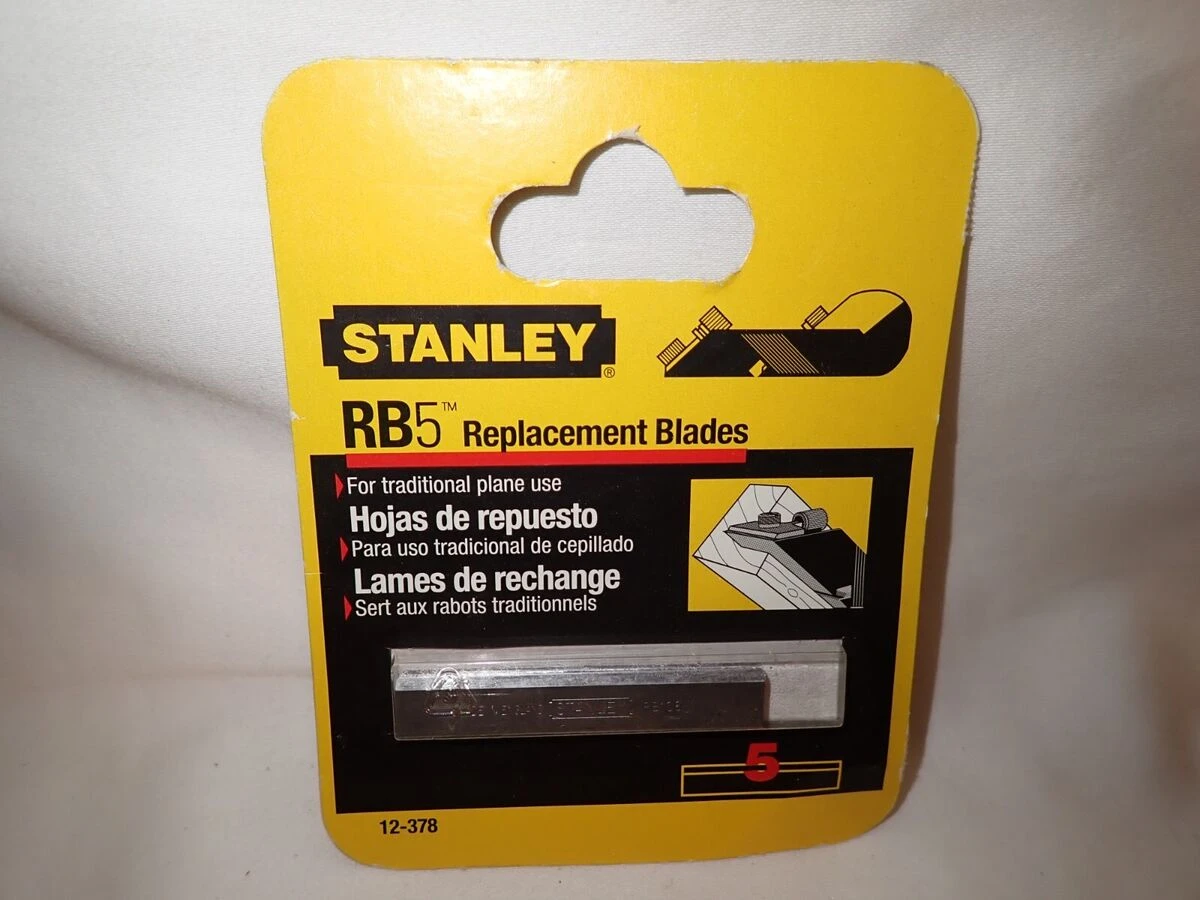 STANLEY
®
RB5™ Replacement Blades
For traditional plane use
Hojas de repuesto
Para uso tradicional de cepillado
Lames de rechange
Sert aux rabots traditionnels
STANLEY
5
12-378